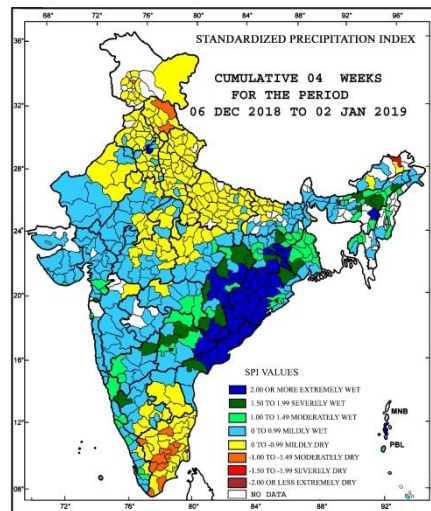 72° 76° 80° 84° 88° 92° 96°
STANDARDIZED PRECIPITATION INDEX
CUMULATIVE 04 WEEKS
FOR THE PERIOD
06 DEC 2018 TO 02 JAN 2019
36°
32°
28°
24°
20°
16°
12°
08°
06°
SPI VALUES
2.00 OR MORE EXTREMELY WET
1.50 TO 1.99 SEVERELY WET
1.00 TO 1.49 MODERATELY WET
0 TO 0.99 MILDLY WET
0 TO -0.99 MILDLY DRY
-1.00 TO -1.49 MODERATELY DRY
-1.50 TO -1.99 SEVERELY DRY
-2.00 OR LESS EXTREMELY DRY
NO DATA
MNB
PBL
72° 76° 80° 84° 88° 92°